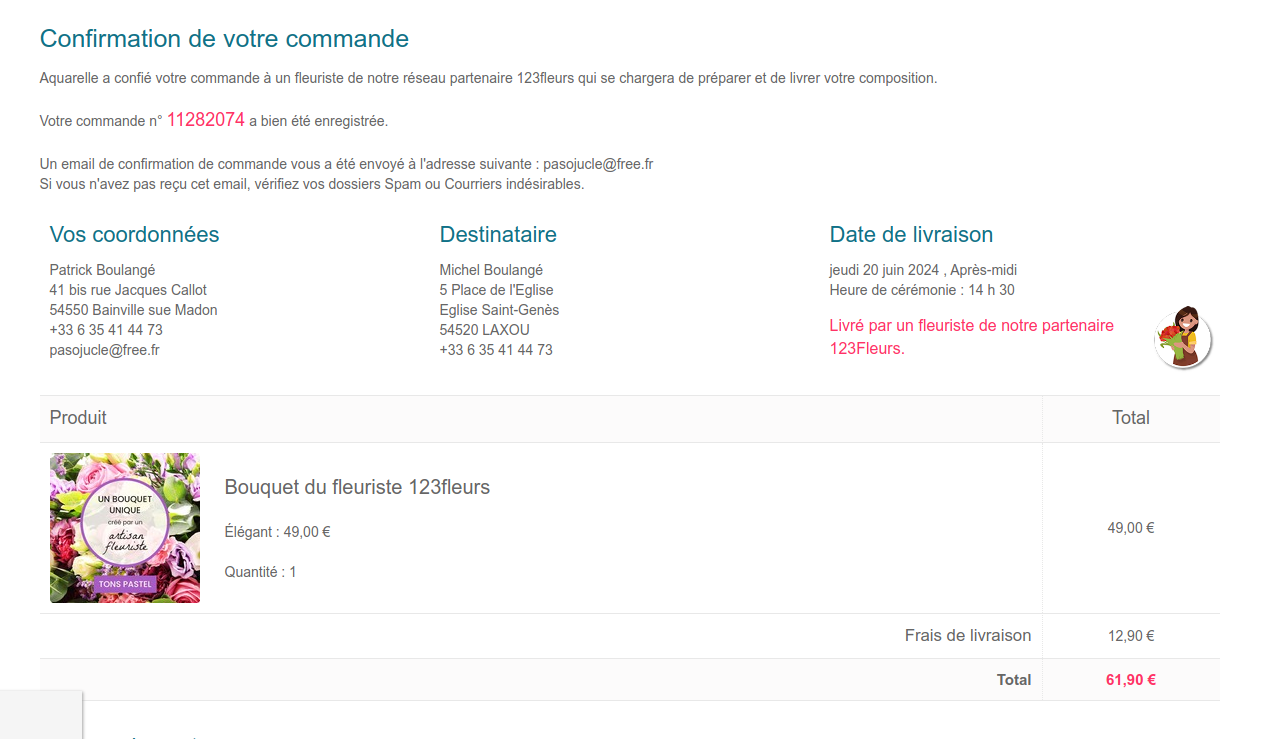 Confirmation de votre commande
Aquarelle a confié votre commande à un fleuriste de notre réseau partenaire 123fleurs qui se chargera de préparer et de livrer votre composition.
Votre commande n° 11282074 a bien été enregistrée.
Un email de confirmation de commande vous a été envoyé à l'adresse suivante : pasojucle@free.fr
Si vous n'avez pas reçu cet email, vérifiez vos dossiers Spam ou Courriers indésirables.
Vos coordonnées
Patrick Boulangé
41 bis rue Jacques Callot
54550 Bainville sue Madon
+33 6 35 41 44 73
pasojucle@free.fr
Destinataire
Michel Boulangé
5 Place de l'Eglise
Eglise Saint-Genès
54520 LAXOU
+33 6 35 41 44 73
Date de livraison
jeudi 20 juin 2024 , Après-midi
Heure de cérémonie : 14 h 30
Livré par un fleuriste de notre partenaire
123Fleurs.
Produit
Total
UN BOUQUET
UNIQUE
créé par un
artisan
fleuriste
TONS PASTEL
Bouquet du fleuriste 123fleurs
Élégant : 49,00 €
Quantité : 1
49,00 €
Frais de livraison
12,90 €
Total
61,90 €